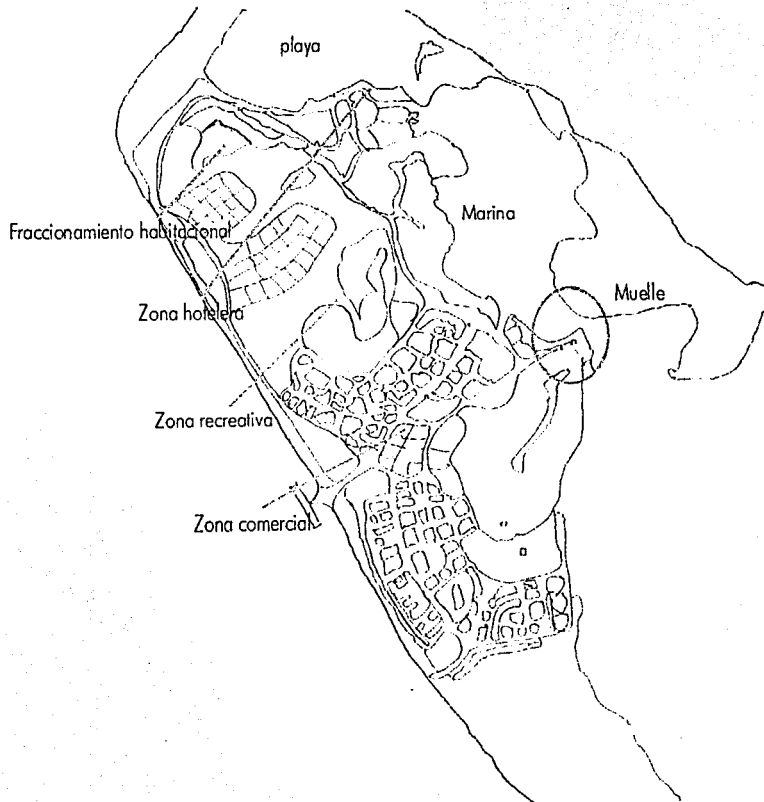 playa
Marina
Fraccionamiento habitacional
Muelle
Zona hotelera
Zona recreativa
Zona comercial